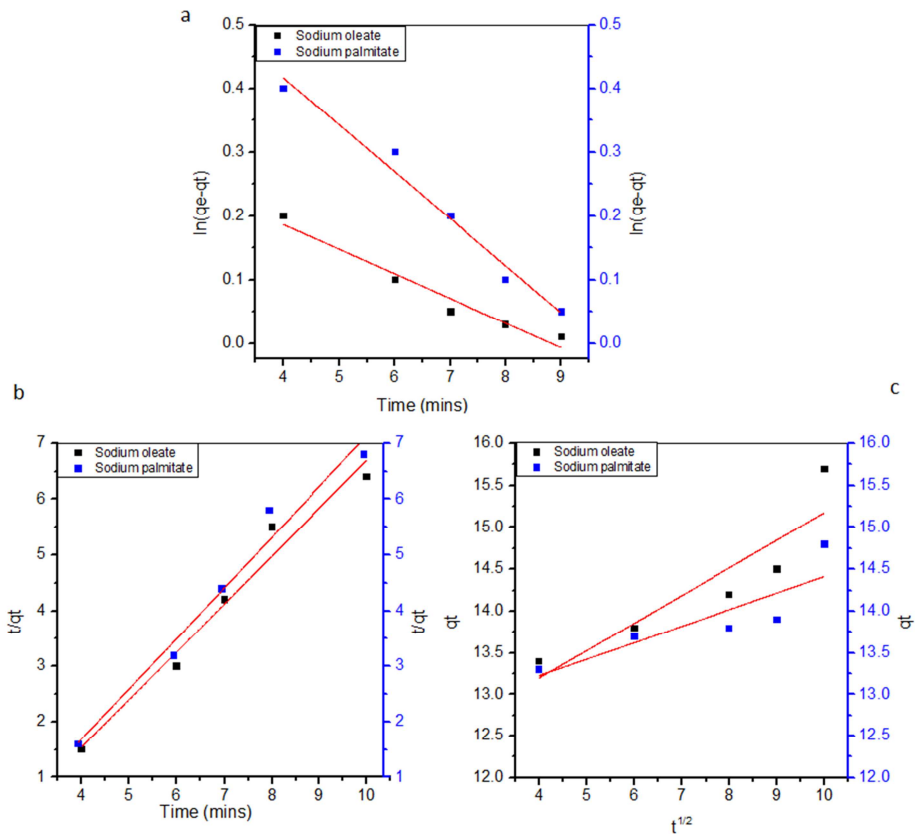 a
Sodium oleate
Sodium palmitate
ln(qe-qt)
0.5
0.4
0.3
0.2
0.1
0.0
0.5
0.4
0.3
0.2
0.1
0.0
ln(qe-qt)
4 5 6 7 8 9
Time (mins)
b
Sodium oleate
Sodium palmitate
t/qt
7
6
5
4
3
2
1
7
6
5
4
3
2
1
t/qt
4 5 6 7 8 9 10
Time (mins)
c
Sodium oleate
Sodium palmitate
qt
16.0
15.5
15.0
14.5
14.0
13.5
13.0
12.5
12.0
16.0
15.5
15.0
14.5
14.0
13.5
13.0
12.5
12.0
qt
4 5 6 7 8 9 10
t^1/2